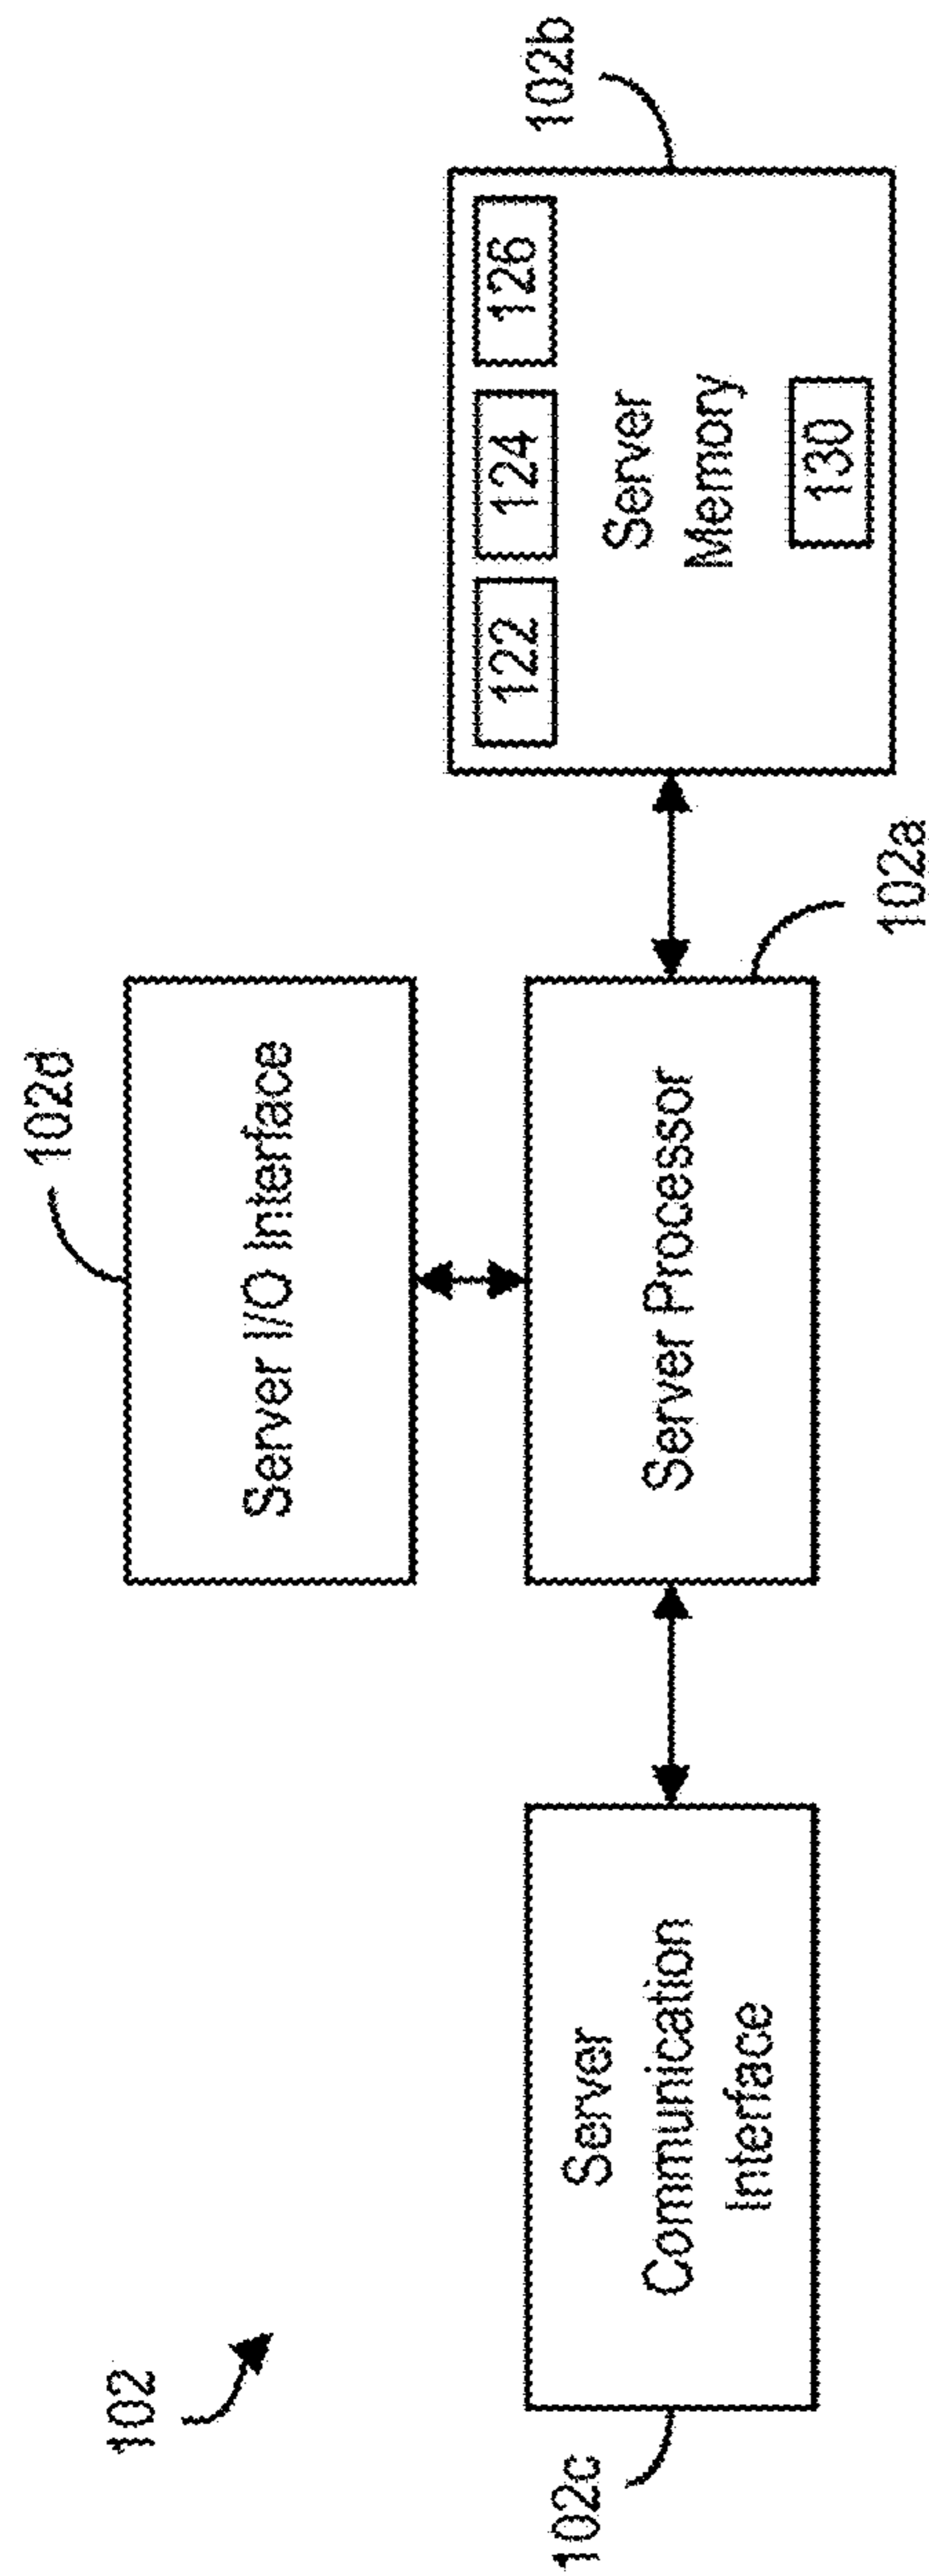 102
102d
Server I/O Interface
102b
122
124
126
Server
Memory
130
Server
Communication
Interface
102c
Server Processor
102a